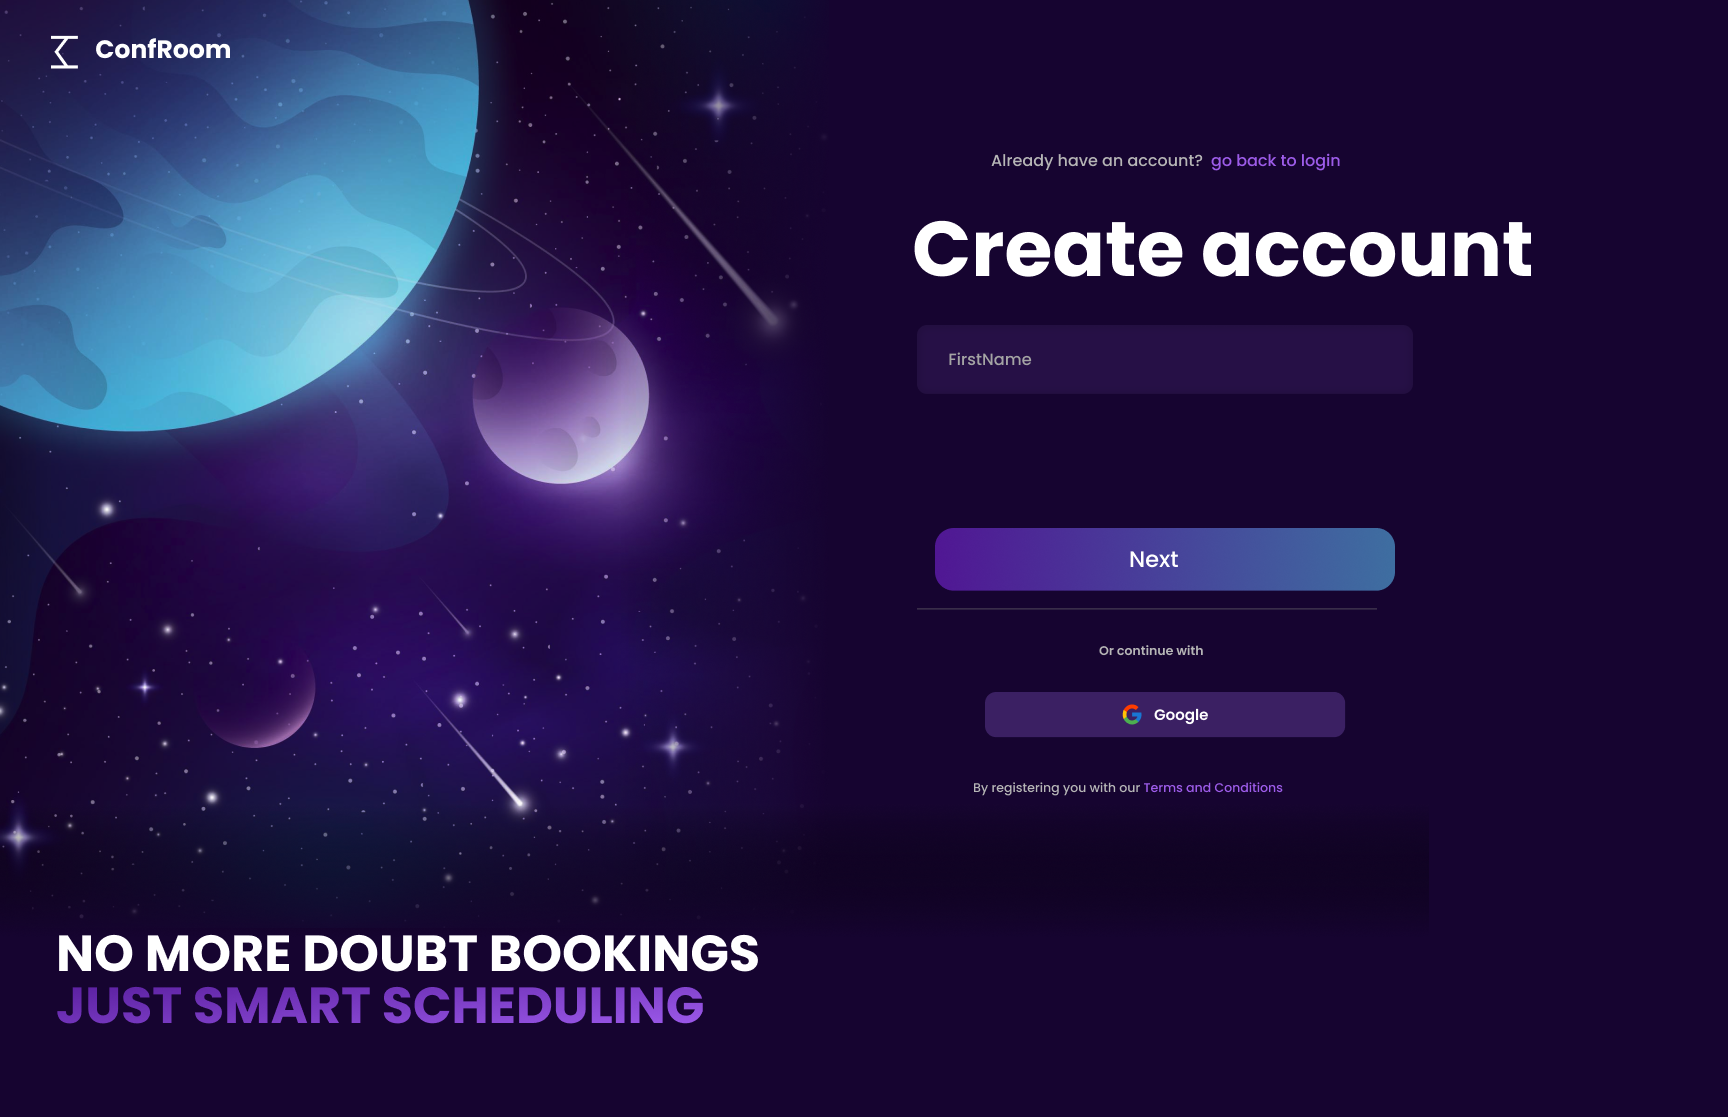 ConfRoom
Already have an account? go back to login
Create account
FirstName
Next
Or continue with
Google
By registering you with our Terms and Conditions
NO MORE DOUBT BOOKINGS
JUST SMART SCHEDULING